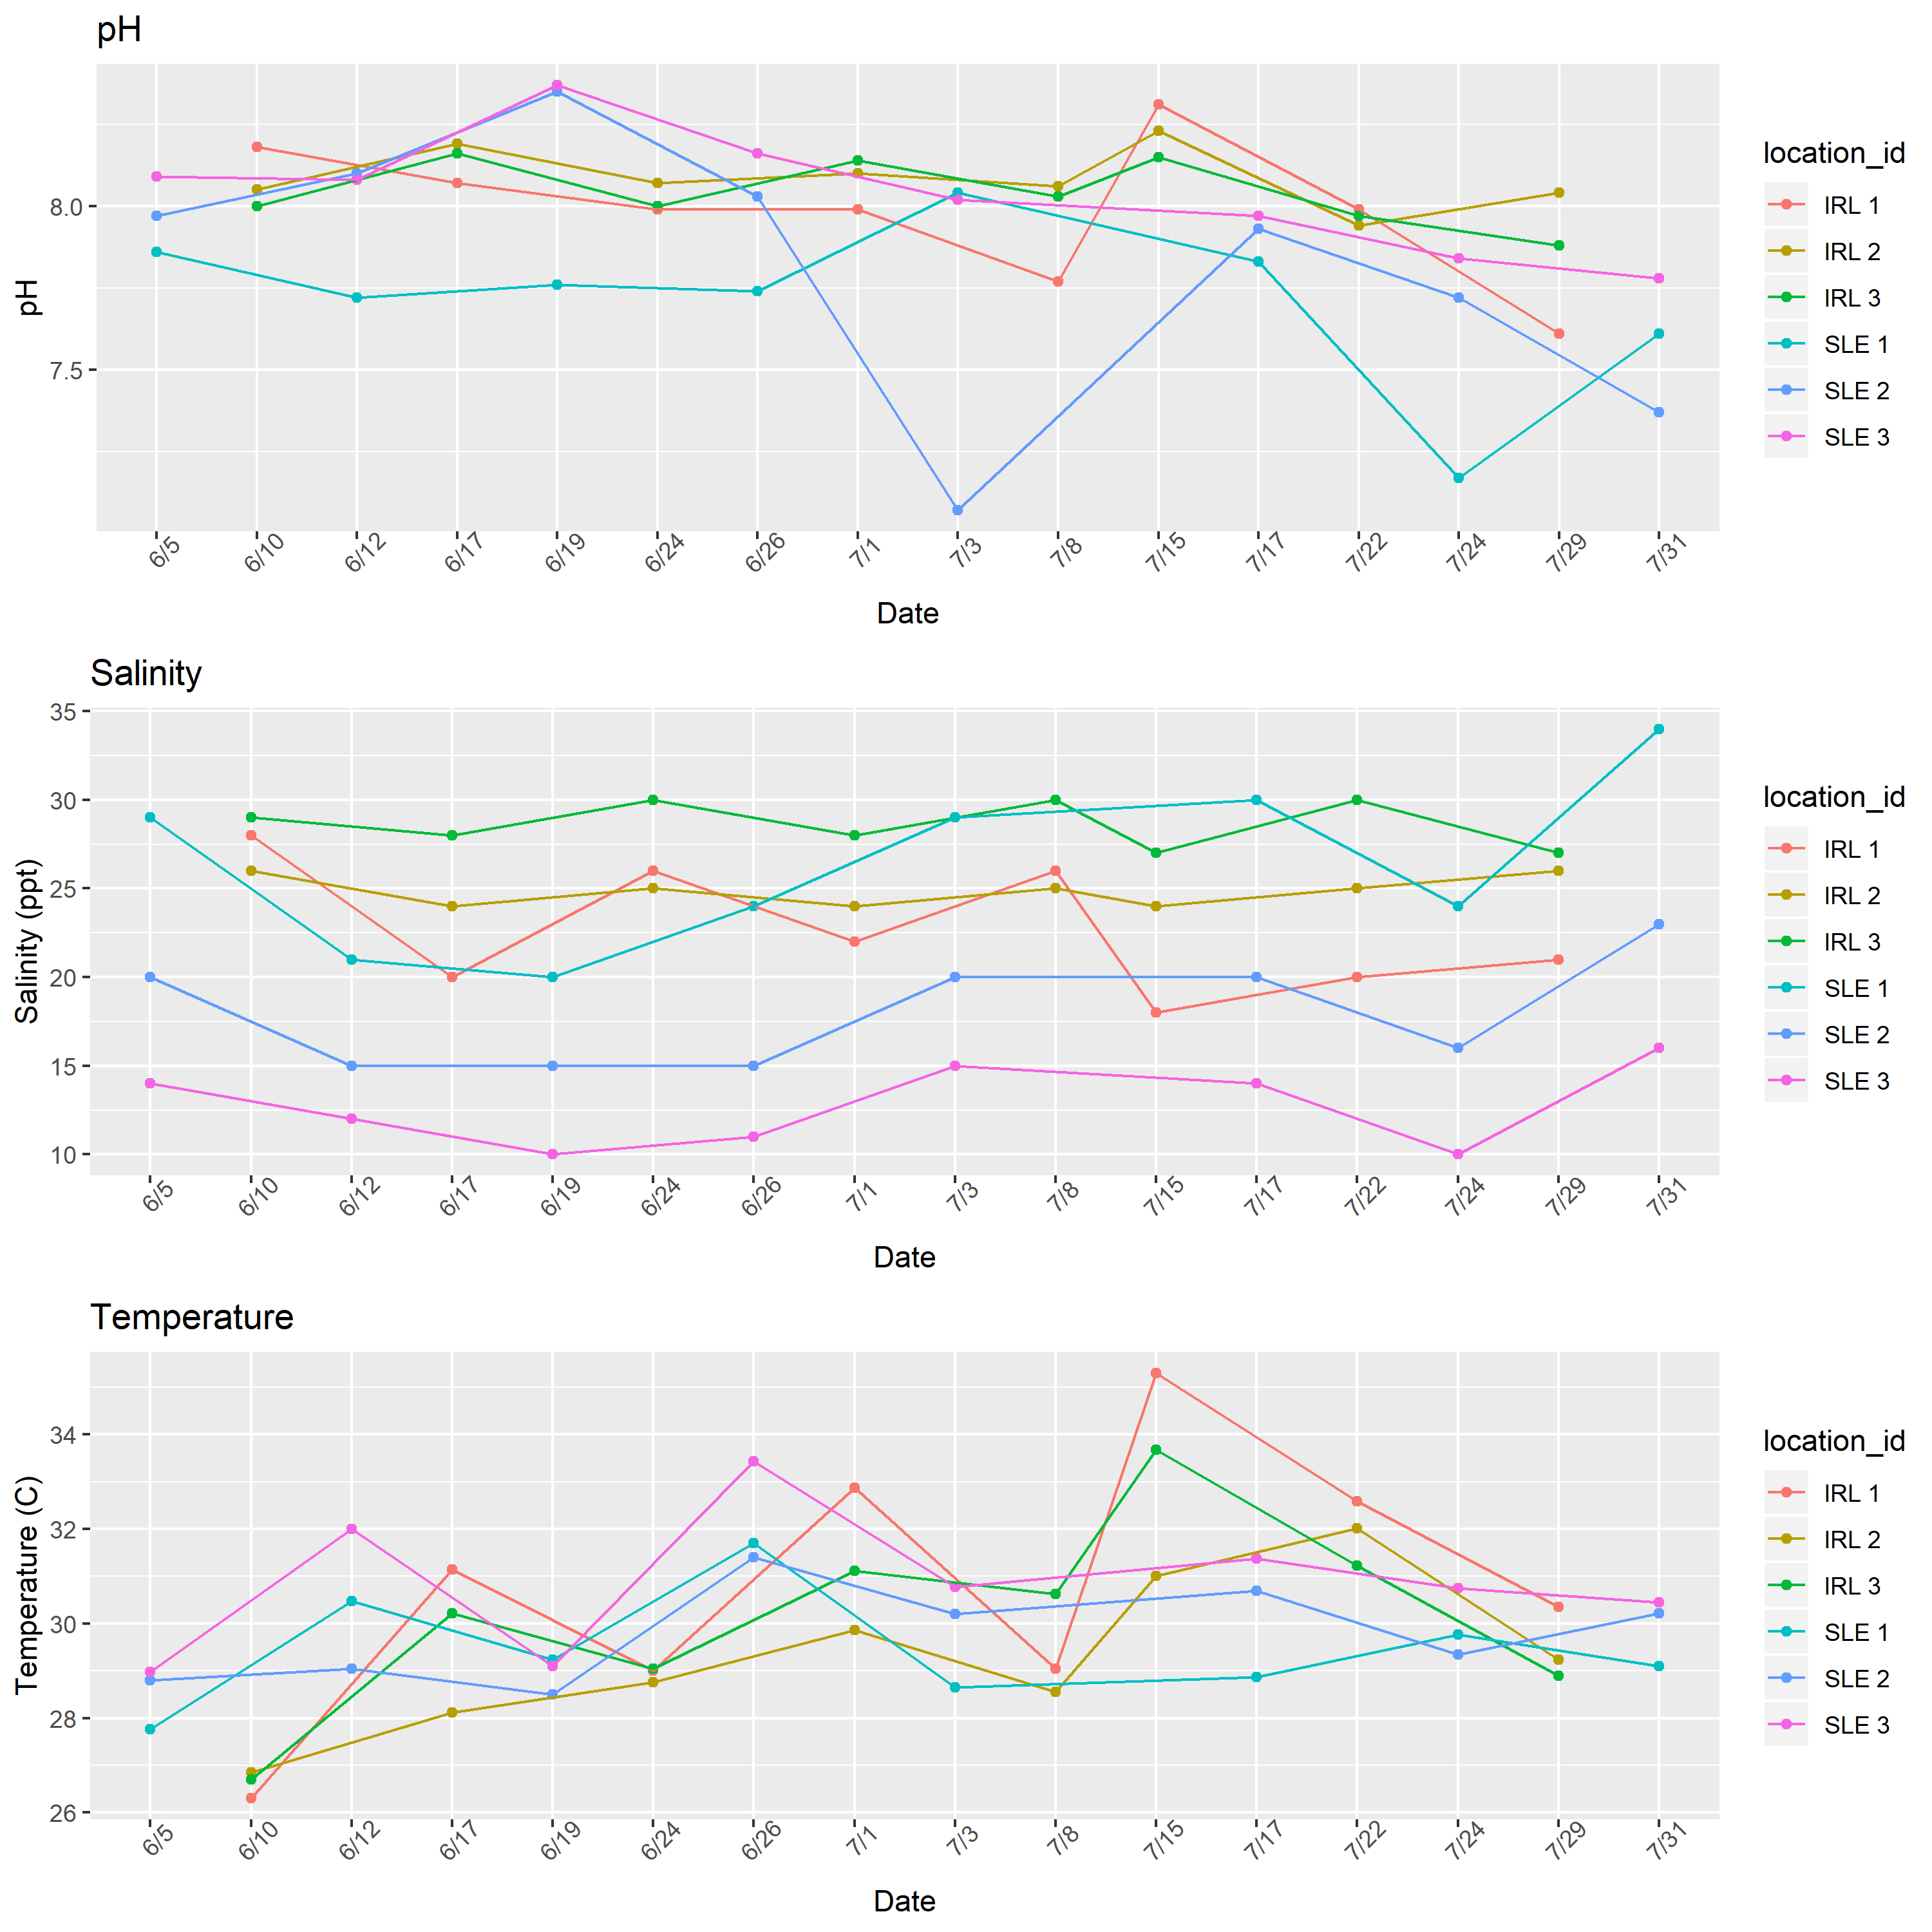 pH
pH
8.0
7.5
6/5 6/10 6/12 6/17 6/19 6/24 6/26 7/1 7/3 7/8 7/15 7/17 7/22 7/24 7/29 7/31
Date
location_id
IRL 1
IRL 2
IRL 3
SLE 1
SLE 2
SLE 3
Salinity
Salinity (ppt)
35
30
25
20
15
10
6/5 6/10 6/12 6/17 6/19 6/24 6/26 7/1 7/3 7/8 7/15 7/17 7/22 7/24 7/29 7/31
Date
location_id
IRL 1
IRL 2
IRL 3
SLE 1
SLE 2
SLE 3
Temperature
Temperature (C)
34
32
30
28
26
6/5 6/10 6/12 6/17 6/19 6/24 6/26 7/1 7/3 7/8 7/15 7/17 7/22 7/24 7/29 7/31
Date
location_id
IRL 1
IRL 2
IRL 3
SLE 1
SLE 2
SLE 3